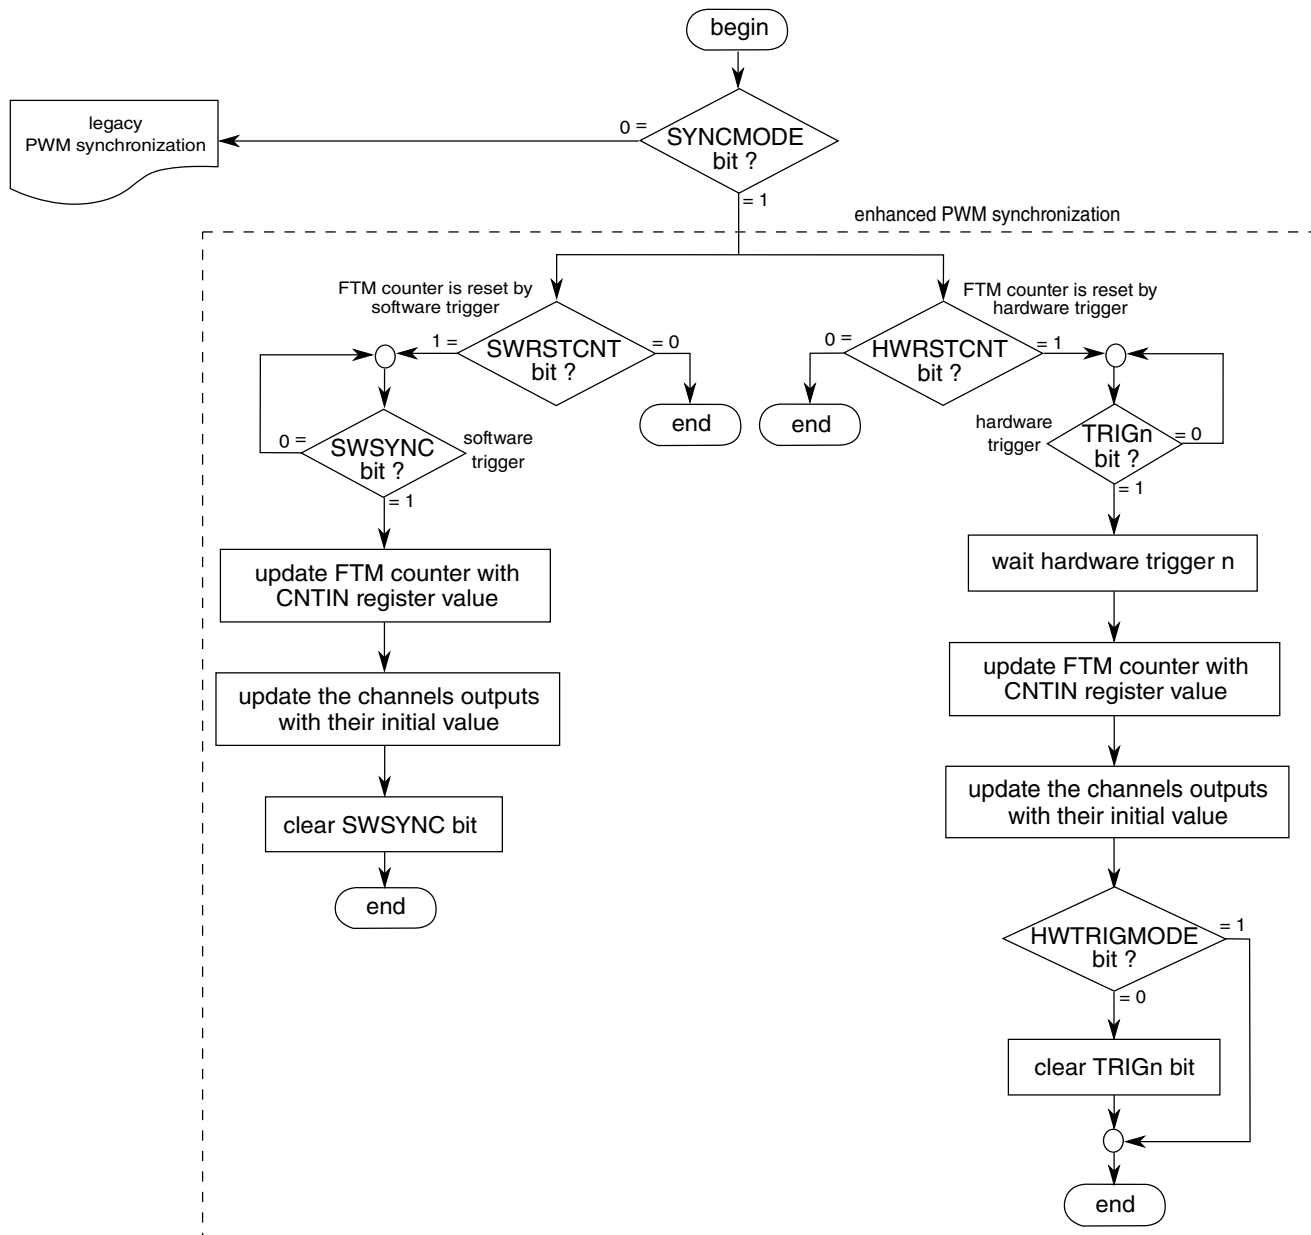 begin
legacy
PWM synchronization
0 =
SYNCMODE
bit ?
= 1
enhanced PWM synchronization
FTM counter is reset by
software trigger
1 =
SWRSTCNT
bit ?
= 0
end
0 =
SWSYNC
bit ?
software
trigger
= 1
update FTM counter with
CNTIN register value
update the channels outputs
with their initial value
clear SWSYNC bit
end
FTM counter is reset by
hardware trigger
0 =
HWRSTCNT
bit ?
= 1
end
hardware
trigger
TRIGn
bit ?
= 0
= 1
wait hardware trigger n
update FTM counter with
CNTIN register value
update the channels outputs
with their initial value
HWTRIGMODE
bit ?
= 1
= 0
clear TRIGn bit
end